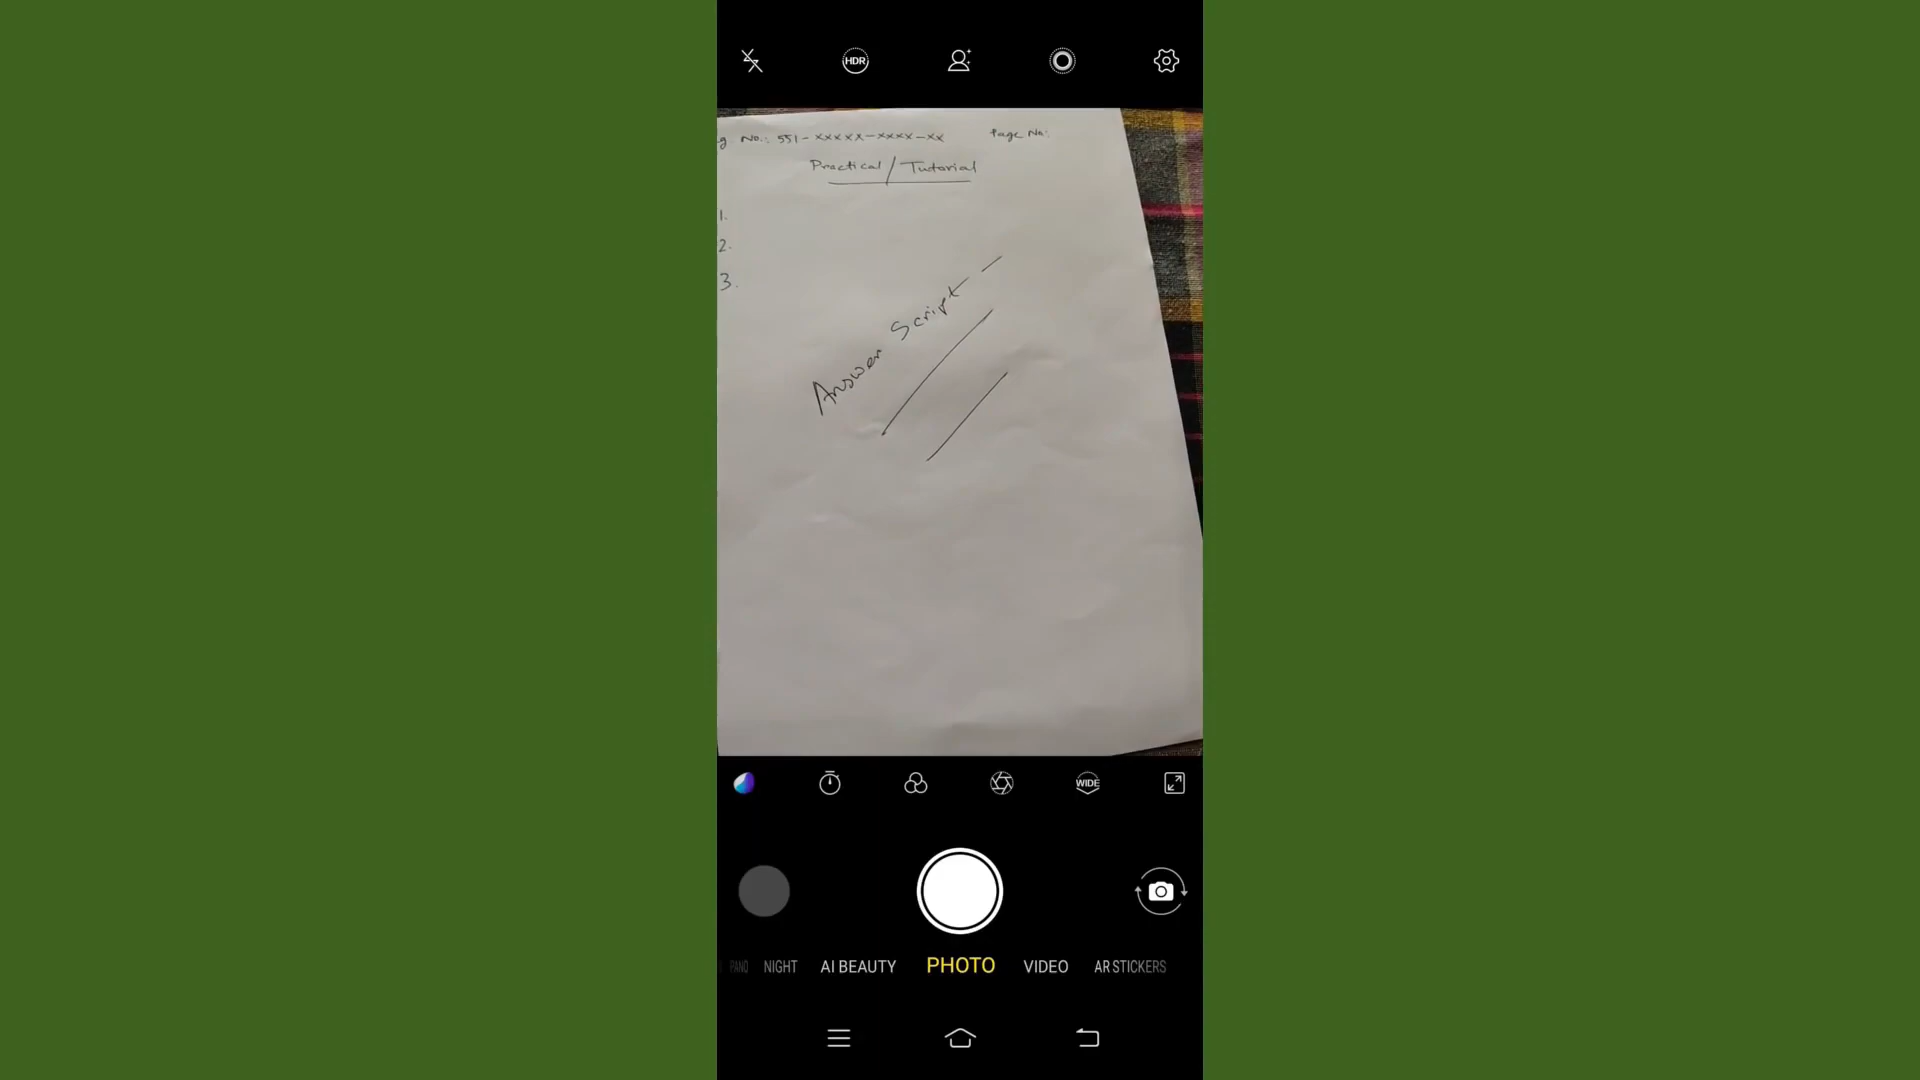 HDR
g No.: 551-xxxxx-xxxx-xx Page No:
Practical / Tutorial
1.
2.
3.
Answer Script
WIDE
PANO NIGHT AI BEAUTY PHOTO VIDEO AR STICKERS